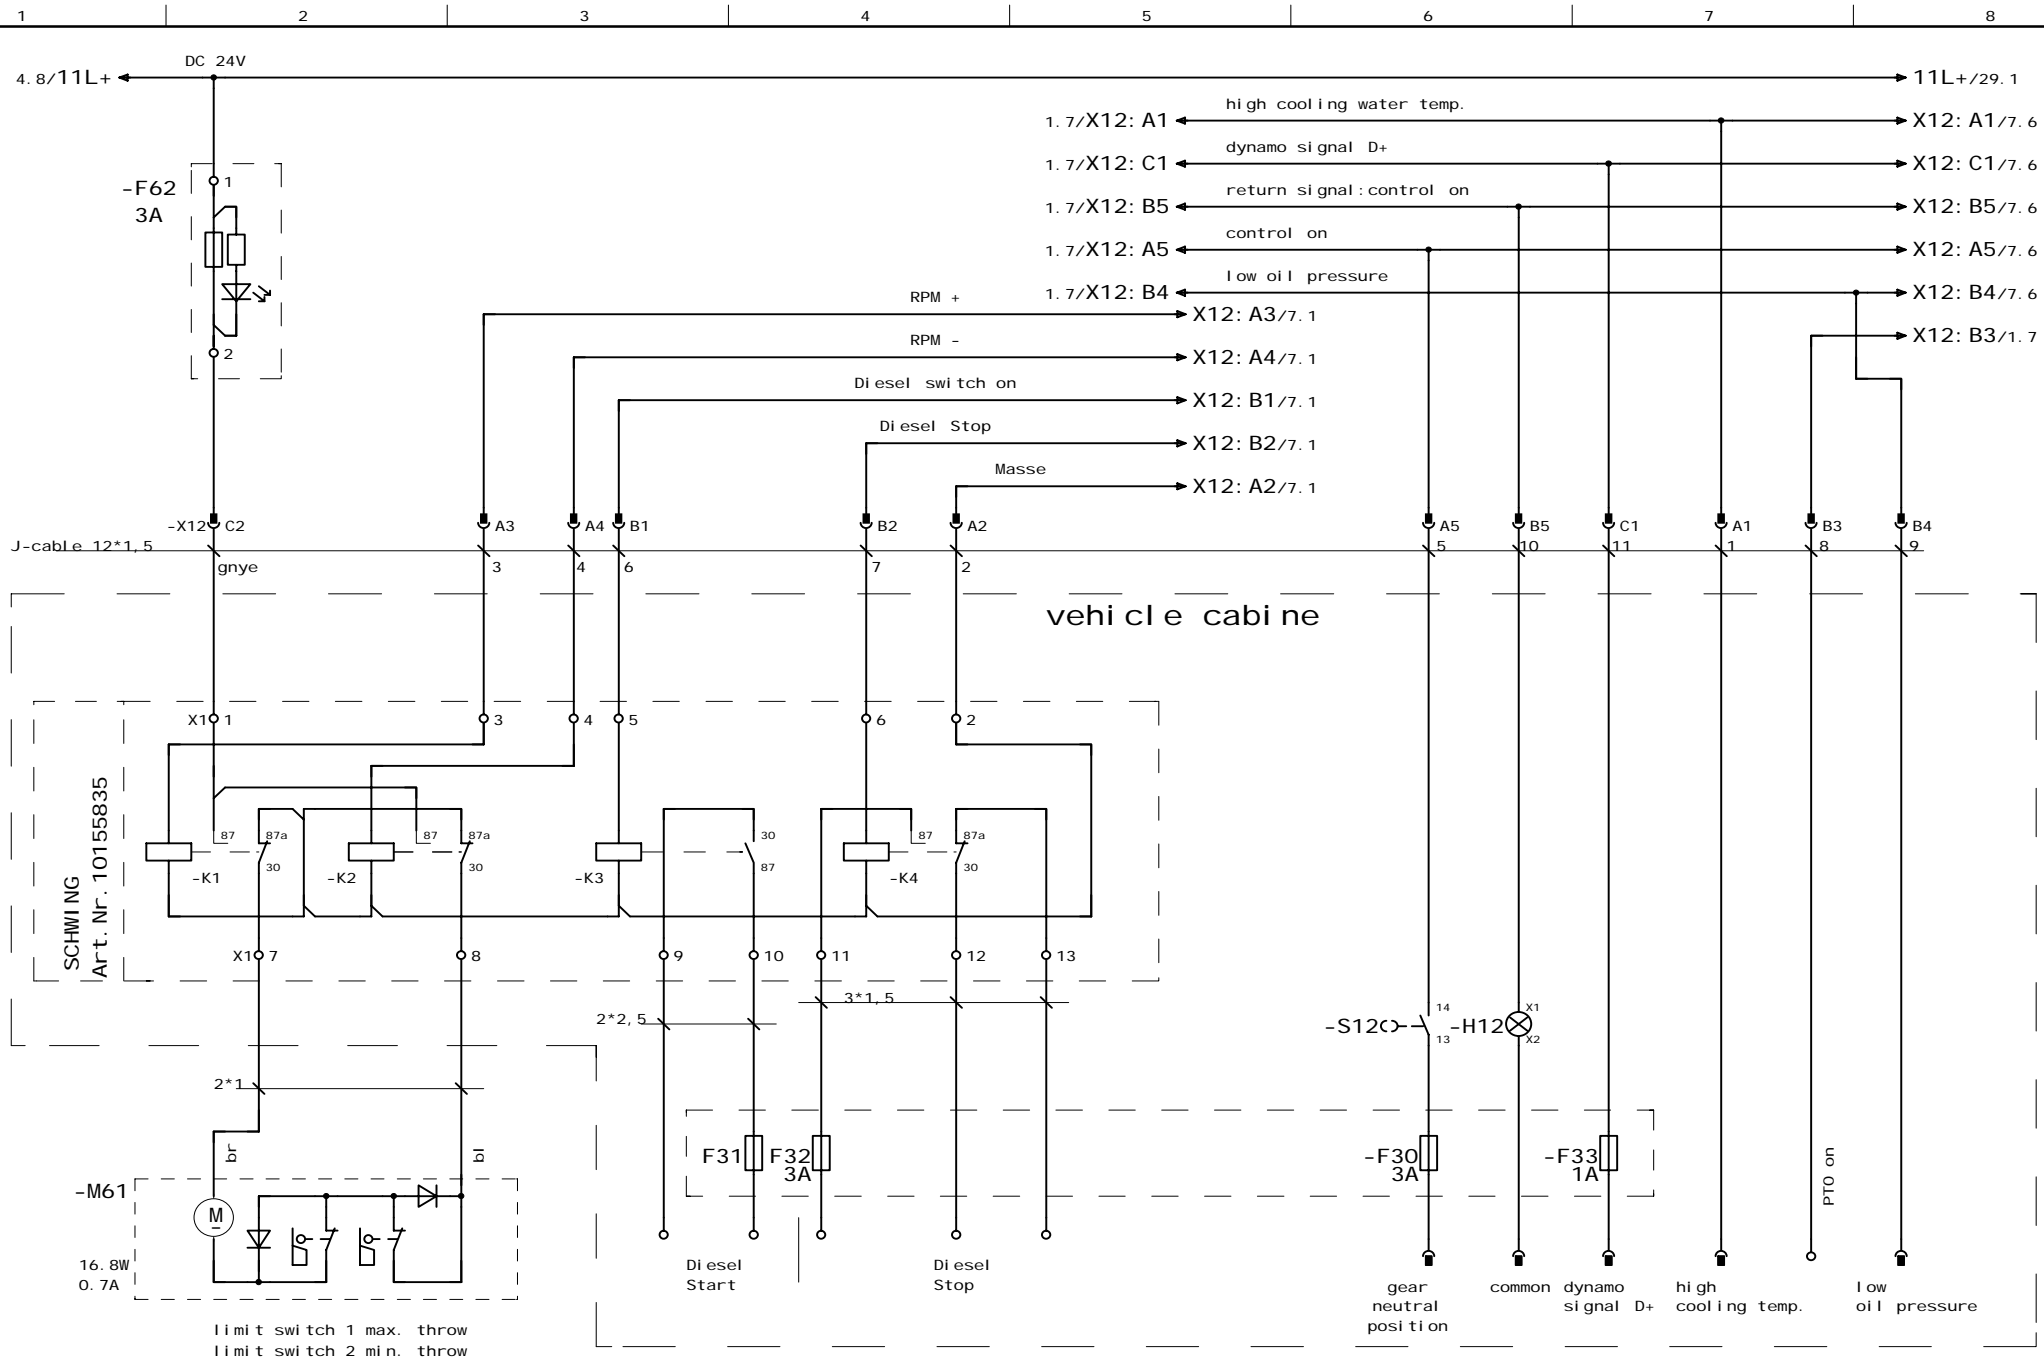 1 2 3 4 5 6 7 8
DC 24V
4.8/11L+ 11L+/29.1
high cooling water temp.
1.7/X12:A1 X12:A1/7.6
dynamo signal D+
1.7/X12:C1 X12:C1/7.6
return signal:control on
1.7/X12:B5 X12:B5/7.6
control on
1.7/X12:A5 X12:A5/7.6
low oil pressure
1.7/X12:B4 X12:B4/7.6
X12:B3/1.7
-F62
3A
1
2
RPM +
X12:A3/7.1
RPM -
X12:A4/7.1
Diesel switch on
X12:B1/7.1
Diesel Stop
X12:B2/7.1
Masse
X12:A2/7.1
-X12 C2 A3 A4 B1 B2 A2 A5 B5 C1 A1 B3 B4
J-cable 12*1,5
5 10 11 1 8 9
gnye 3 4 6 7 2
vehicle cabine
X1 1 3 4 5 6 2
SCHWING
Art.Nr.10155835
87 87a 87 87a 30 87 87a
30 30 87 30
-K1 -K2 -K3 -K4
X1 7 8 9 10 11 12 13
3*1,5
2*2,5
14 X1
-S12 -H12
13 X2
2*1
br
bl
F31 F32
3A
-F30
3A
-F33
1A
PTO on
-M61
M
16.8W
0.7A
Diesel
Start
Diesel
Stop
gear
neutral
position
common
dynamo
signal D+
high
cooling temp.
low
oil pressure
limit switch 1 max. throw
limit switch 2 min. throw